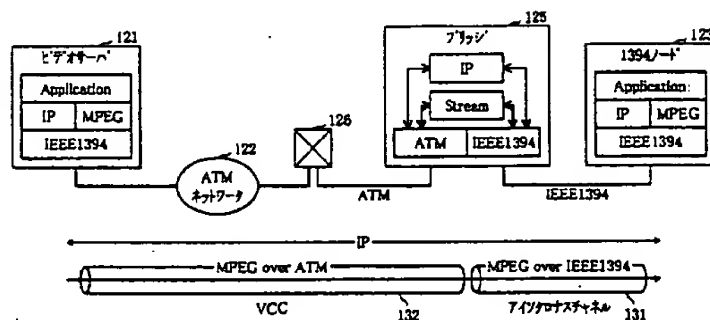 121
ビデオサーバ
Application
IP MPEG
IEEE1394
122
ATM
ネットワーク
126
ATM
125
ブリッジ
IP
Stream
ATM IEEE1394
IEEE1394
123
1394ノード
Application:
IP MPEG
IEEE1394
IP
MPEG over ATM
MPEG over IEEE1394
VCC
132
アイソクロナスチャネル
131